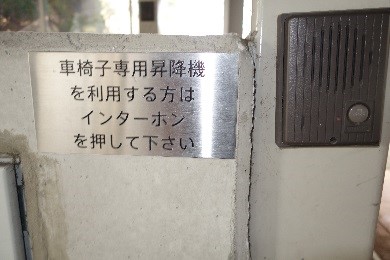 車椅子専用昇降機
を利用する方は
インターホン
を押して下さい